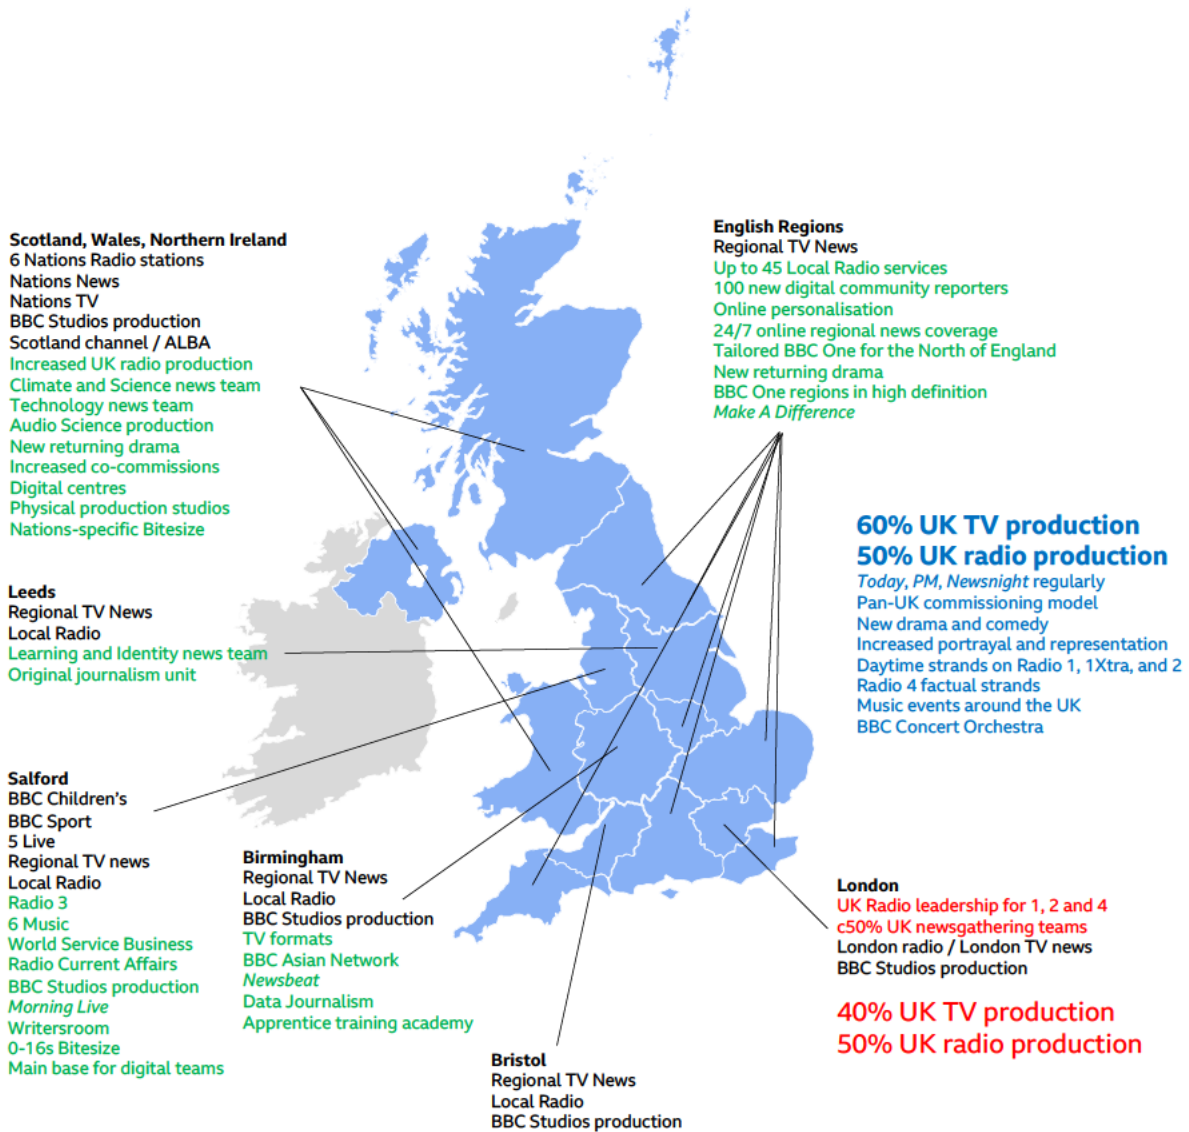 Scotland, Wales, Northern Ireland
6 Nations Radio stations
Nations News
Nations TV
BBC Studios production
Scotland channel / ALBA
Increased UK radio production
Climate and Science news team
Technology news team
Audio Science production
New returning drama
Increased co-commissions
Digital centres
Physical production studios
Nations-specific Bitesize
English Regions
Regional TV News
Up to 45 Local Radio services
100 new digital community reporters
Online personalisation
24/7 online regional news coverage
Tailored BBC One for the North of England
New returning drama
BBC One regions in high definition
Make A Difference
60% UK TV production
50% UK radio production
Today, PM, Newsnight regularly
Pan-UK commissioning model
New drama and comedy
Increased portrayal and representation
Daytime strands on Radio 1, 1Xtra, and 2
Radio 4 factual strands
Music events around the UK
BBC Concert Orchestra
Leeds
Regional TV News
Local Radio
Learning and Identity news team
Original journalism unit
Salford
BBC Children's
BBC Sport
5 Live
Regional TV news
Local Radio
Radio 3
6 Music
World Service Business
Radio Current Affairs
BBC Studios production
Morning Live
Writersroom
0-16s Bitesize
Main base for digital teams
Birmingham
Regional TV News
Local Radio
BBC Studios production
TV formats
BBC Asian Network
Newsbeat
Data Journalism
Apprentice training academy
Bristol
Regional TV News
Local Radio
BBC Studios production
London
UK Radio leadership for 1, 2 and 4
c50% UK newsgathering teams
London radio / London TV news
BBC Studios production
40% UK TV production
50% UK radio production